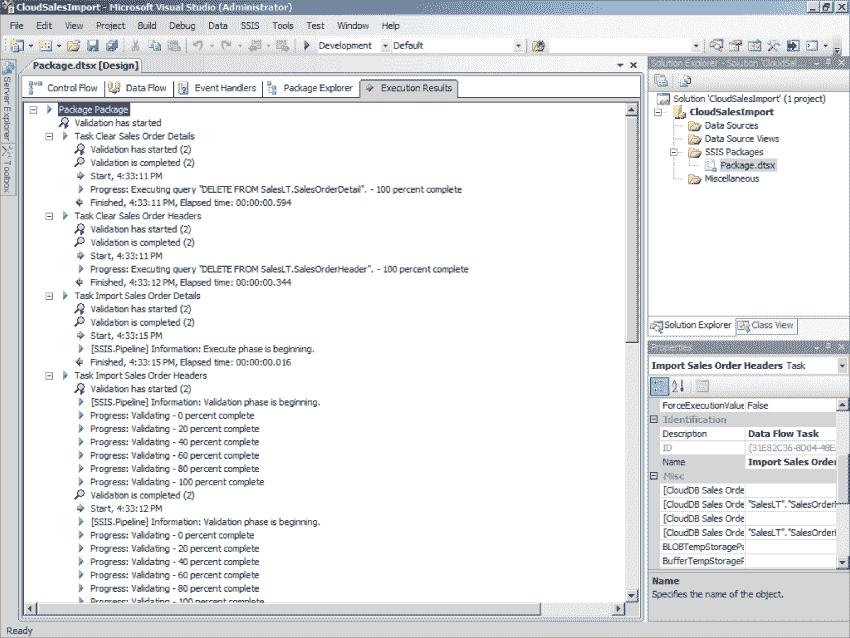 CloudSalesImport - Microsoft Visual Studio (Administrator)
File Edit View Project Build Debug Data SSIS Tools Test Window Help
Development Default
Package.dtsx [Design]
Control Flow Data Flow Event Handlers Package Explorer Execution Results
Server Explorer
Toolbox
Package Package
Validation has started
Task Clear Sales Order Details
Validation has started (2)
Validation is completed (2)
Start, 4:33:11 PM
Progress: Executing query "DELETE FROM SalesLT.SalesOrderDetail". - 100 percent complete
Finished, 4:33:11 PM, Elapsed time: 00:00:00.594
Task Clear Sales Order Headers
Validation has started (2)
Validation is completed (2)
Start, 4:33:11 PM
Progress: Executing query "DELETE FROM SalesLT.SalesOrderHeader". - 100 percent complete
Finished, 4:33:12 PM, Elapsed time: 00:00:00.344
Task Import Sales Order Details
Validation has started (2)
Validation is completed (2)
Start, 4:33:15 PM
[SSIS.Pipeline] Information: Execute phase is beginning.
Finished, 4:33:15 PM, Elapsed time: 00:00:00.016
Task Import Sales Order Headers
Validation has started (2)
[SSIS.Pipeline] Information: Validation phase is beginning.
Progress: Validating - 0 percent complete
Progress: Validating - 20 percent complete
Progress: Validating - 40 percent complete
Progress: Validating - 60 percent complete
Progress: Validating - 80 percent complete
Progress: Validating - 100 percent complete
Validation is completed (2)
Start, 4:33:12 PM
[SSIS.Pipeline] Information: Validation phase is beginning.
Progress: Validating - 0 percent complete
Progress: Validating - 20 percent complete
Progress: Validating - 40 percent complete
Progress: Validating - 60 percent complete
Progress: Validating - 80 percent complete
Progress: Validating - 100 percent complete
Solution Explorer - Solution 'CloudSal...
Solution 'CloudSalesImport' (1 project)
CloudSalesImport
Data Sources
Data Source Views
SSIS Packages
Package.dtsx
Miscellaneous
Solution Explorer Class View
Properties
Import Sales Order Headers Task
ForceExecutionValue False
Identification
Description Data Flow Task
ID {31E82C36-8D04-48E
Name Import Sales Order
Misc
[CloudDB Sales Orde
[CloudDB Sales Orde "SalesLT"."SalesOrderH
[CloudDB Sales Orde
[CloudDB Sales Orde "SalesLT"."SalesOrderH
BLOBTempStoragePa
BufferTempStorageP
Name
Specifies the name of the object.
Ready